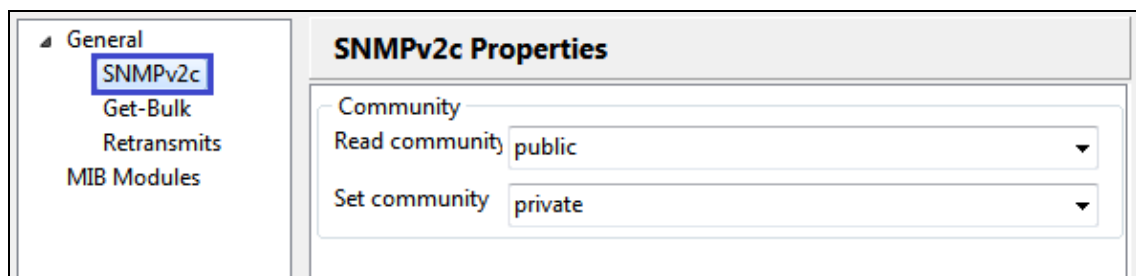 General
SNMPv2c
Get-Bulk
Retransmits
MIB Modules
SNMPv2c Properties
Community
Read community public
Set community private